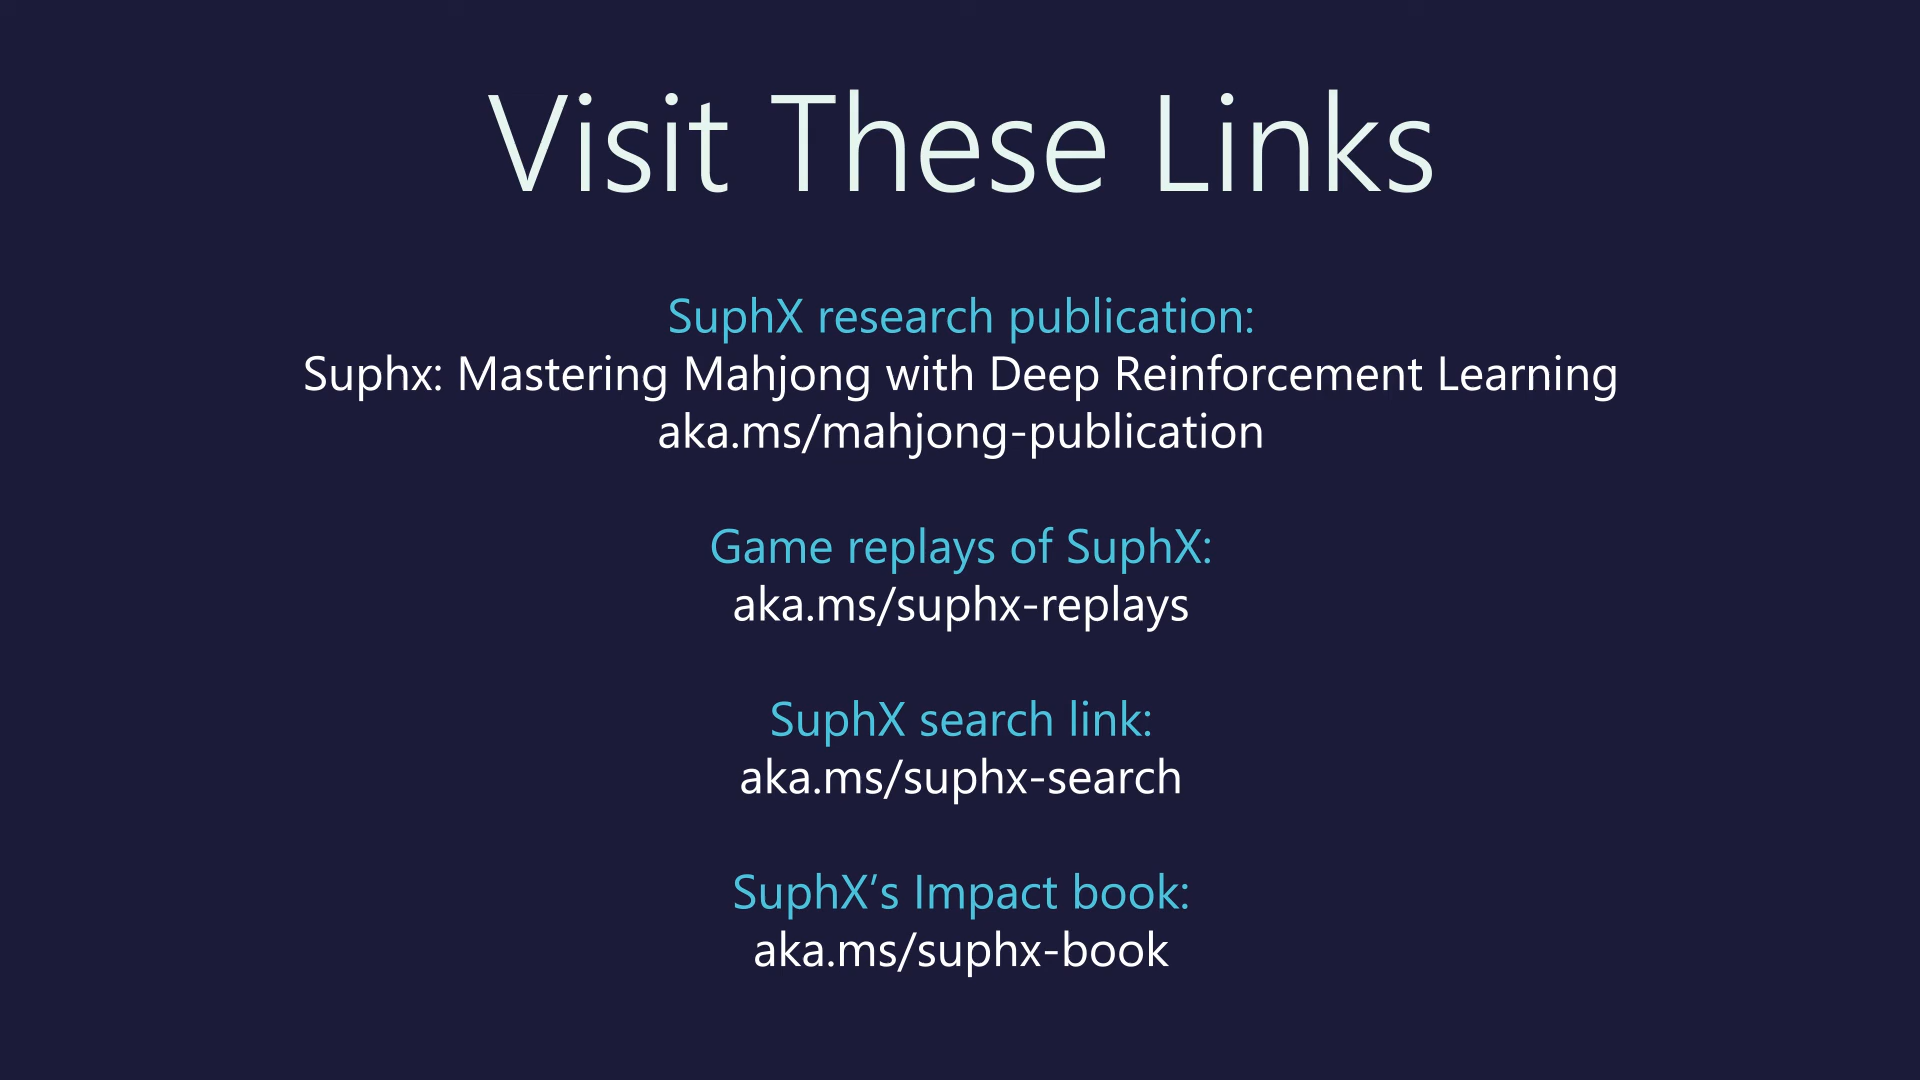 Visit These Links
SuphX research publication:
Suphx: Mastering Mahjong with Deep Reinforcement Learning
aka.ms/mahjong-publication
Game replays of SuphX:
aka.ms/suphx-replays
SuphX search link:
aka.ms/suphx-search
SuphX‘s Impact book:
aka.ms/suphx-book